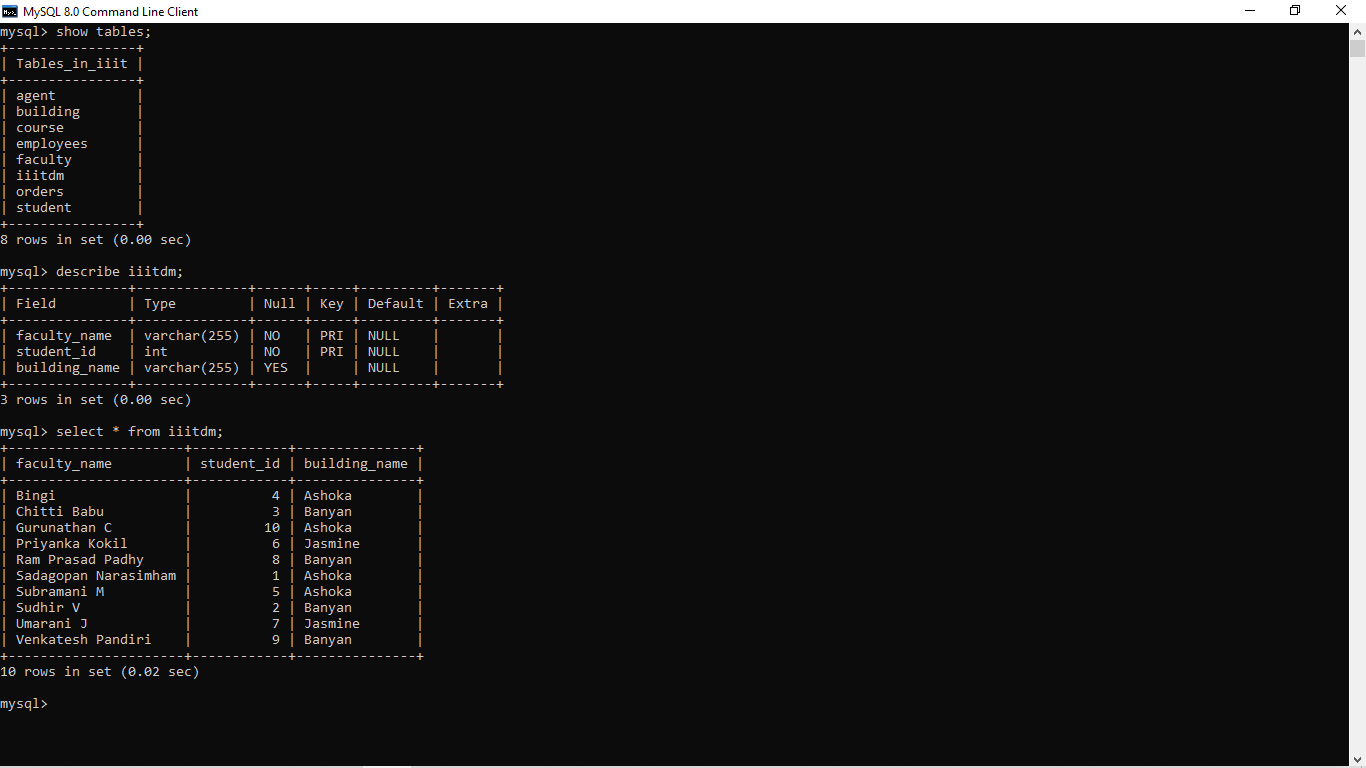 MySQL 8.0 Command Line Client
mysql> show tables;
+----------------+
| Tables_in_iiit |
+----------------+
| agent          |
| building       |
| course         |
| employees      |
| faculty        |
| iiitdm         |
| orders         |
| student        |
+----------------+
8 rows in set (0.00 sec)
mysql> describe iiitdm;
+---------------+--------------+------+-----+---------+-------+
| Field         | Type         | Null | Key | Default | Extra |
+---------------+--------------+------+-----+---------+-------+
| faculty_name  | varchar(255) | NO   | PRI | NULL    |       |
| student_id    | int          | NO   | PRI | NULL    |       |
| building_name | varchar(255) | YES  |     | NULL    |       |
+---------------+--------------+------+-----+---------+-------+
3 rows in set (0.00 sec)
mysql> select * from iiitdm;
+----------------------+------------+---------------+
| faculty_name         | student_id | building_name |
+----------------------+------------+---------------+
| Bingi                |          4 | Ashoka        |
| Chitti Babu          |          3 | Banyan        |
| Gurunathan C         |         10 | Ashoka        |
| Priyanka Kokil       |          6 | Jasmine       |
| Ram Prasad Padhy     |          8 | Banyan        |
| Sadagopan Narasimham |          1 | Ashoka        |
| Subramani M          |          5 | Ashoka        |
| Sudhir V             |          2 | Banyan        |
| Umarani J            |          7 | Jasmine       |
| Venkatesh Pandiri    |          9 | Banyan        |
+----------------------+------------+---------------+
10 rows in set (0.02 sec)
mysql>